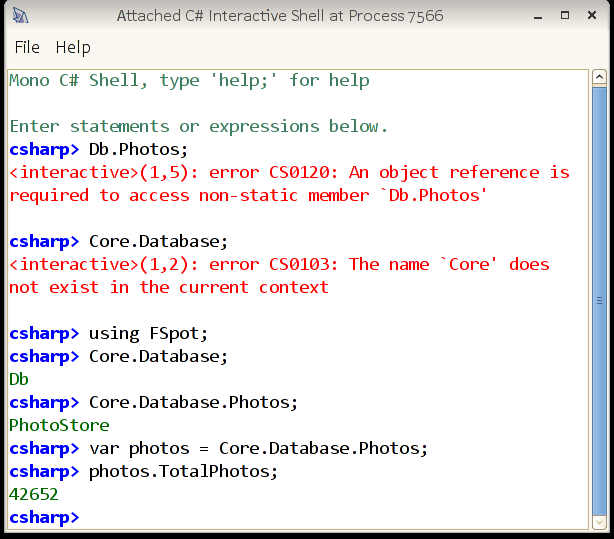 Attached C# Interactive Shell at Process 7566
File Help
Mono C# Shell, type 'help;' for help
Enter statements or expressions below.
csharp> Db.Photos;
<interactive>(1,5): error CS0120: An object reference is
required to access non-static member `Db.Photos'
csharp> Core.Database;
<interactive>(1,2): error CS0103: The name `Core' does
not exist in the current context
csharp> using FSpot;
csharp> Core.Database;
Db
csharp> Core.Database.Photos;
PhotoStore
csharp> var photos = Core.Database.Photos;
csharp> photos.TotalPhotos;
42652
csharp>